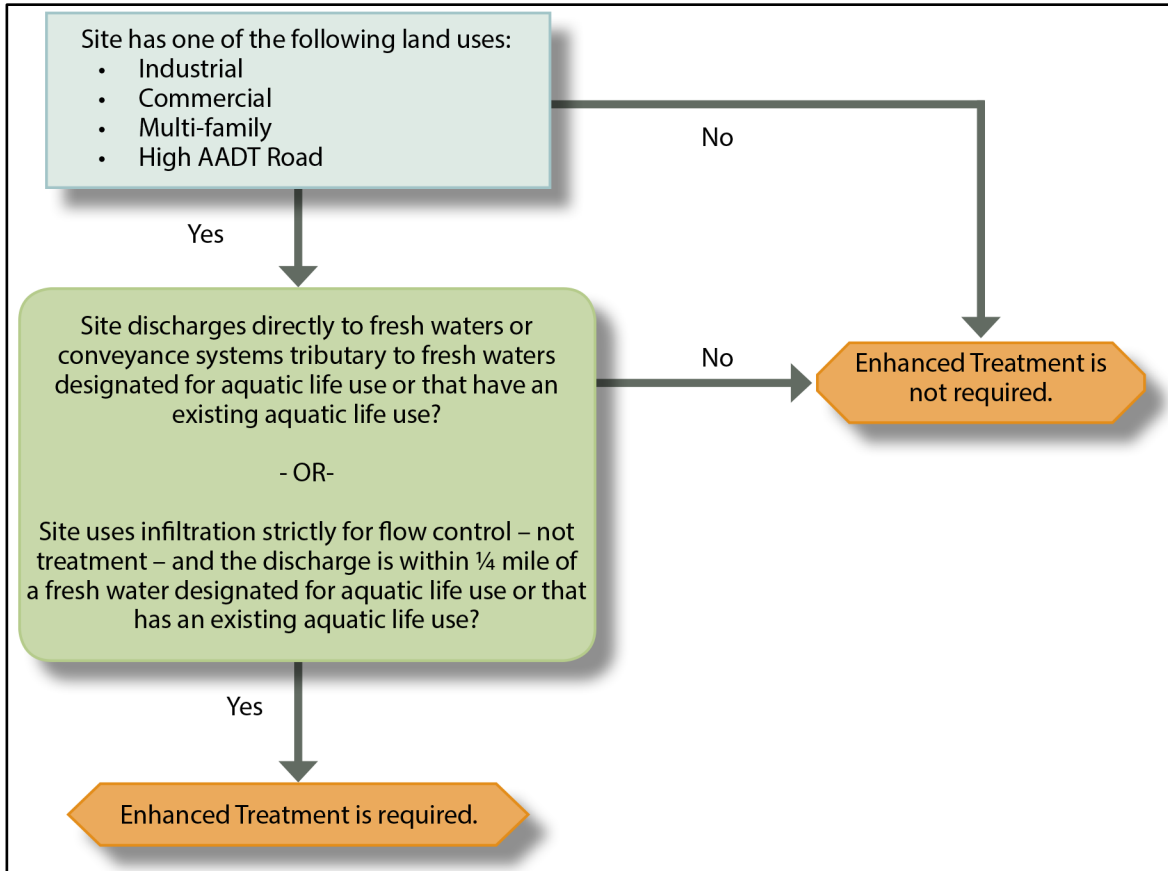 Site has one of the following land uses:
• Industrial
• Commercial
• Multi-family
• High AADT Road
No
Yes
Site discharges directly to fresh waters or
conveyance systems tributary to fresh waters
designated for aquatic life use or that have an
existing aquatic life use?
- OR-
Site uses infiltration strictly for flow control – not
treatment – and the discharge is within ¼ mile of
a fresh water designated for aquatic life use or that
has an existing aquatic life use?
No
Enhanced Treatment is
not required.
Yes
Enhanced Treatment is required.